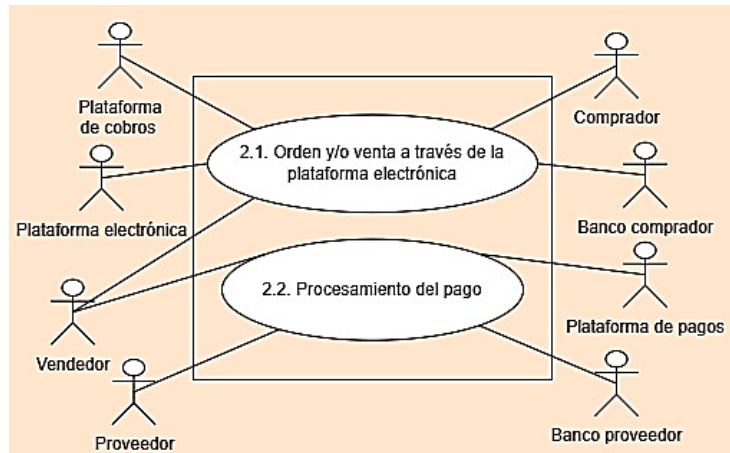 Plataforma
de cobros
Comprador
2.1. Orden y/o venta a través de la
plataforma electrónica
Plataforma electrónica
Banco comprador
2.2. Procesamiento del pago
Plataforma de pagos
Vendedor
Banco proveedor
Proveedor